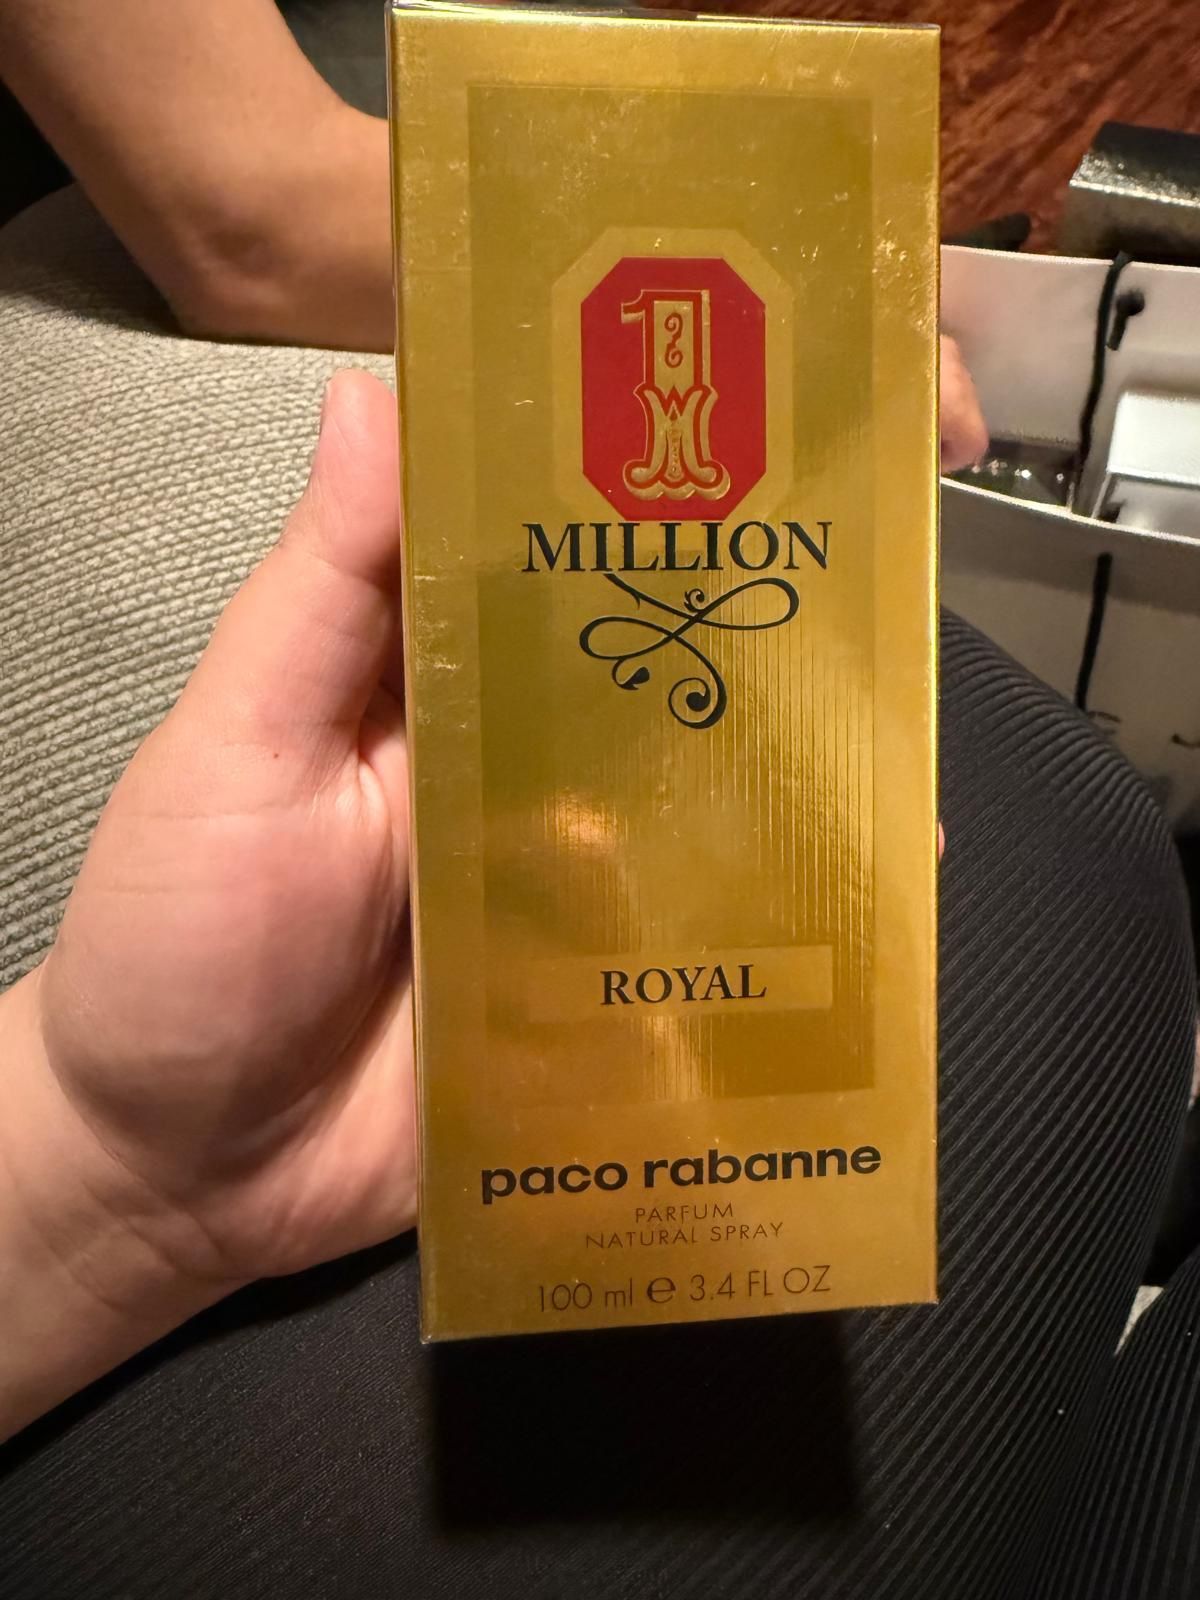 1
M
MILLION
ROYAL
paco rabanne
PARFUM
NATURAL SPRAY
100 ml e 3.4 FL OZ